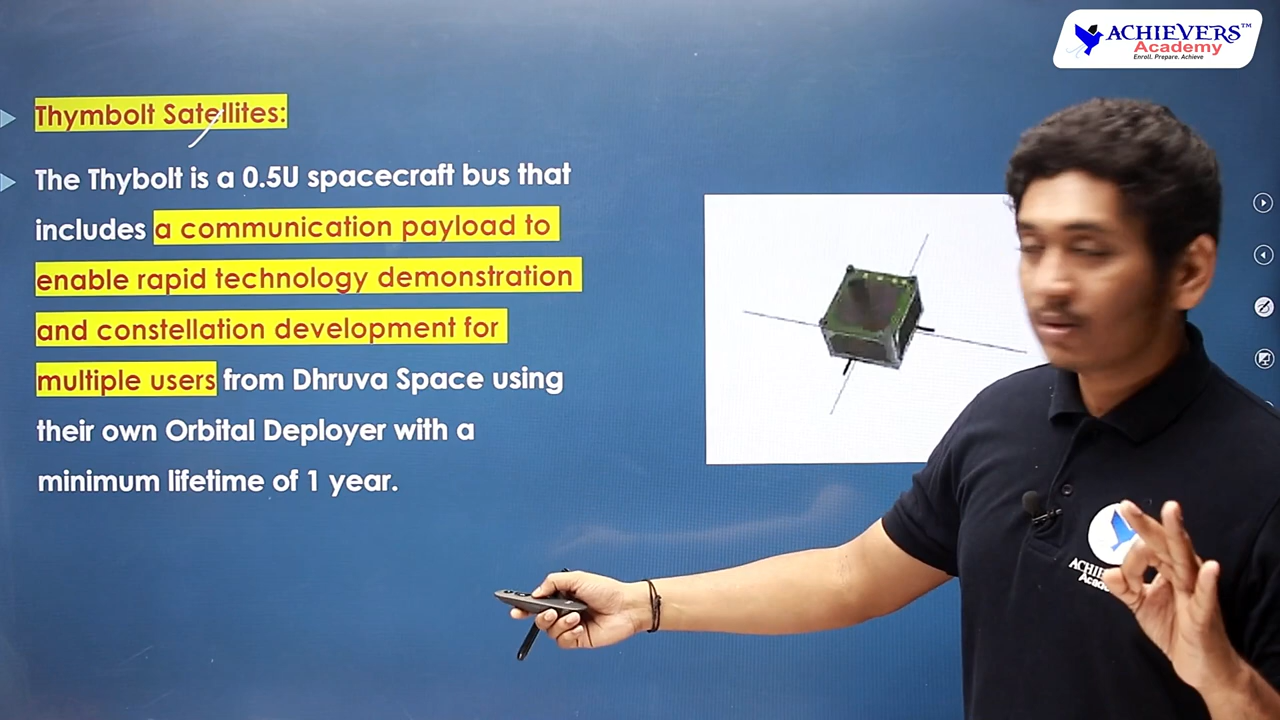 ACHIEVERS™
Academy
Enroll. Prepare. Achieve
Thymbolt Satellites:
The Thybolt is a 0.5U spacecraft bus that
includes a communication payload to
enable rapid technology demonstration
and constellation development for
multiple users from Dhruva Space using
their own Orbital Deployer with a
minimum lifetime of 1 year.